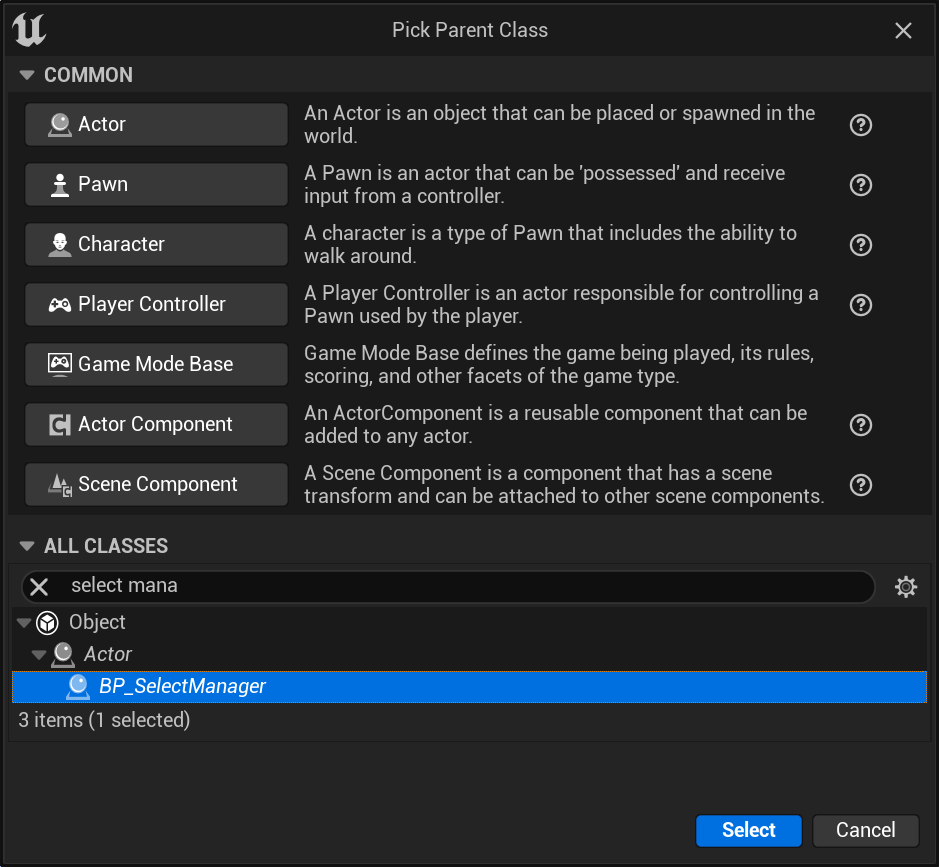 Pick Parent Class
COMMON
Actor
An Actor is an object that can be placed or spawned in the
world.
Pawn
A Pawn is an actor that can be 'possessed' and receive
input from a controller.
Character
A character is a type of Pawn that includes the ability to
walk around.
Player Controller
A Player Controller is an actor responsible for controlling a
Pawn used by the player.
Game Mode Base
Game Mode Base defines the game being played, its rules,
scoring, and other facets of the game type.
Actor Component
An ActorComponent is a reusable component that can be
added to any actor.
Scene Component
A Scene Component is a component that has a scene
transform and can be attached to other scene components.
ALL CLASSES
select mana
Object
Actor
BP_SelectManager
3 items (1 selected)
Select
Cancel